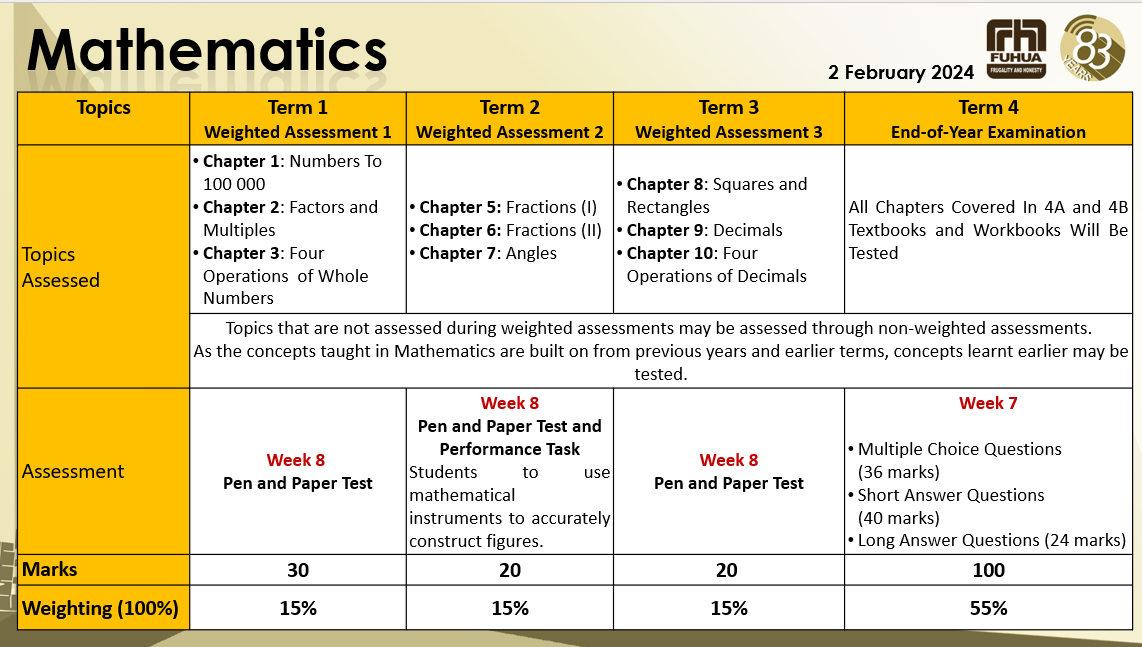 Mathematics
2 February 2024
FUHUA
FRUGALITY AND HONESTY
83
YEARS
Topics
Term 1
Weighted Assessment 1
Term 2
Weighted Assessment 2
Term 3
Weighted Assessment 3
Term 4
End-of-Year Examination
Topics
Assessed
• Chapter 1: Numbers To
100 000
• Chapter 2: Factors and
Multiples
• Chapter 3: Four
Operations of Whole
Numbers
• Chapter 5: Fractions (I)
• Chapter 6: Fractions (II)
• Chapter 7: Angles
• Chapter 8: Squares and
Rectangles
• Chapter 9: Decimals
• Chapter 10: Four
Operations of Decimals
All Chapters Covered In 4A and 4B
Textbooks and Workbooks Will Be
Tested
Topics that are not assessed during weighted assessments may be assessed through non-weighted assessments.
As the concepts taught in Mathematics are built on from previous years and earlier terms, concepts learnt earlier may be
tested.
Assessment
Week 8
Pen and Paper Test
Week 8
Pen and Paper Test and
Performance Task
Students to use
mathematical
instruments to accurately
construct figures.
Week 8
Pen and Paper Test
Week 7
• Multiple Choice Questions
(36 marks)
• Short Answer Questions
(40 marks)
• Long Answer Questions (24 marks)
Marks
30
20
20
100
Weighting (100%)
15%
15%
15%
55%